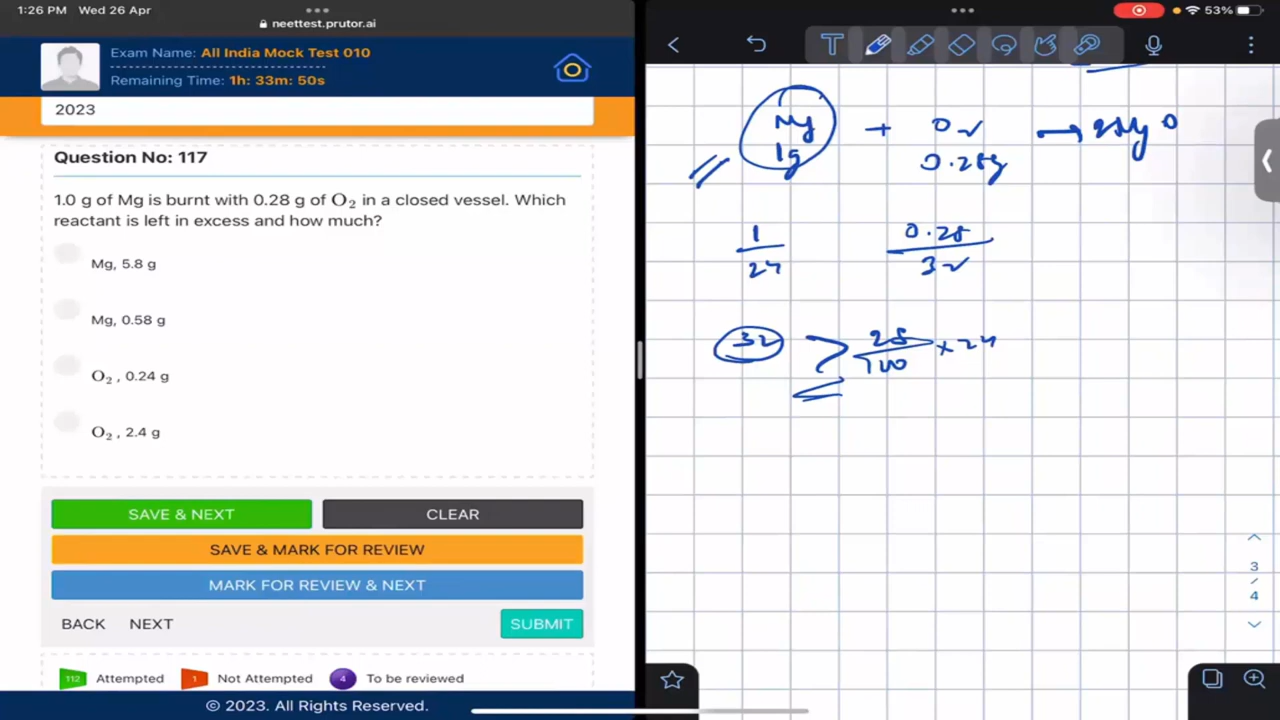 1:26 PM Wed 26 Apr
53%
neettest.prutor.ai
Exam Name: All India Mock Test 010
Remaining Time: 1h: 33m: 50s
2023
Question No: 117
1.0 g of Mg is burnt with 0.28 g of O₂ in a closed vessel. Which
reactant is left in excess and how much?
Mg, 5.8 g
Mg, 0.58 g
O₂ , 0.24 g
O₂ , 2.4 g
SAVE & NEXT CLEAR
SAVE & MARK FOR REVIEW
MARK FOR REVIEW & NEXT
BACK NEXT SUBMIT
112 Attempted 1 Not Attempted 4 To be reviewed
© 2023. All Rights Reserved.
T
Mg + O₂ → 2MgO
1g 0.28g
1/24 0.28/32
32 > 28/100 × 24
3
/
4